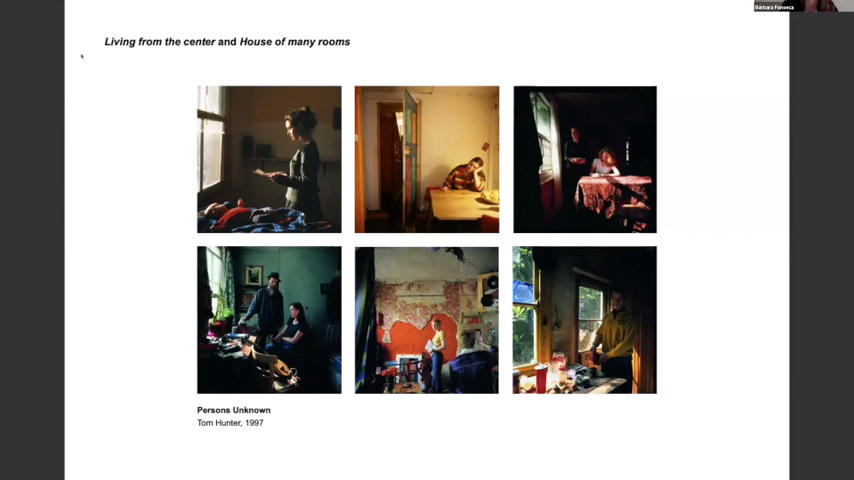 Bárbara Fonseca
Living from the center and House of many rooms
Persons Unknown
Tom Hunter, 1997